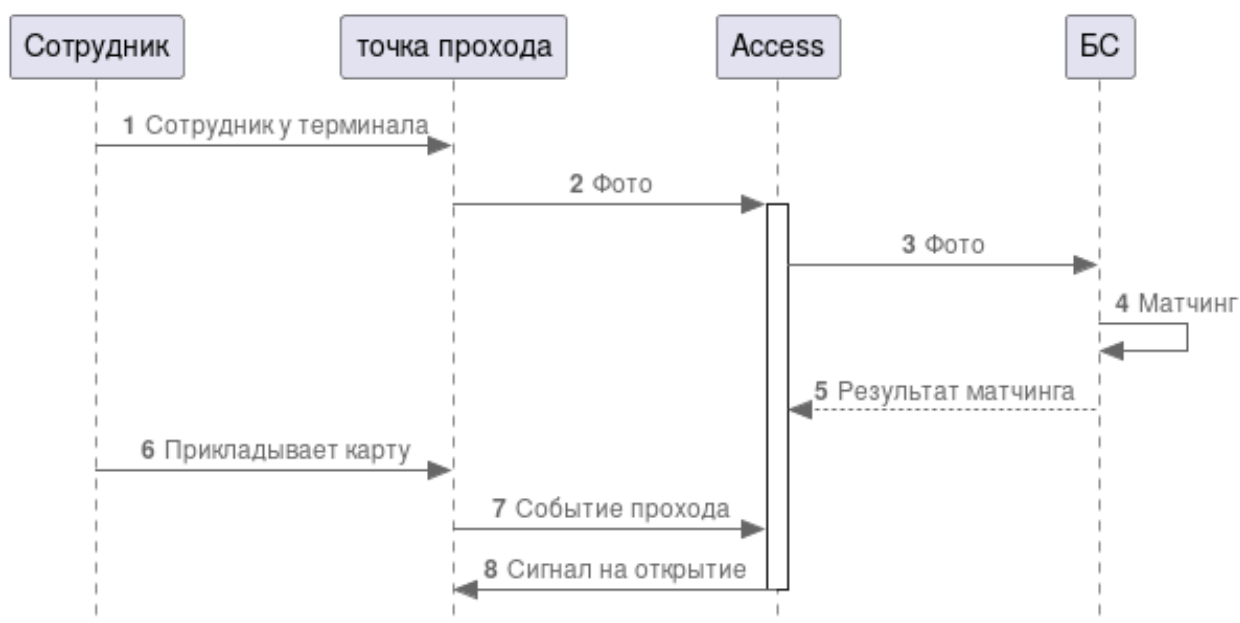 Сотрудник
точка прохода
Access
БС
1 Сотрудник у терминала
2 Фото
3 Фото
4 Матчинг
5 Результат матчинга
6 Прикладывает карту
7 Событие прохода
8 Сигнал на открытие